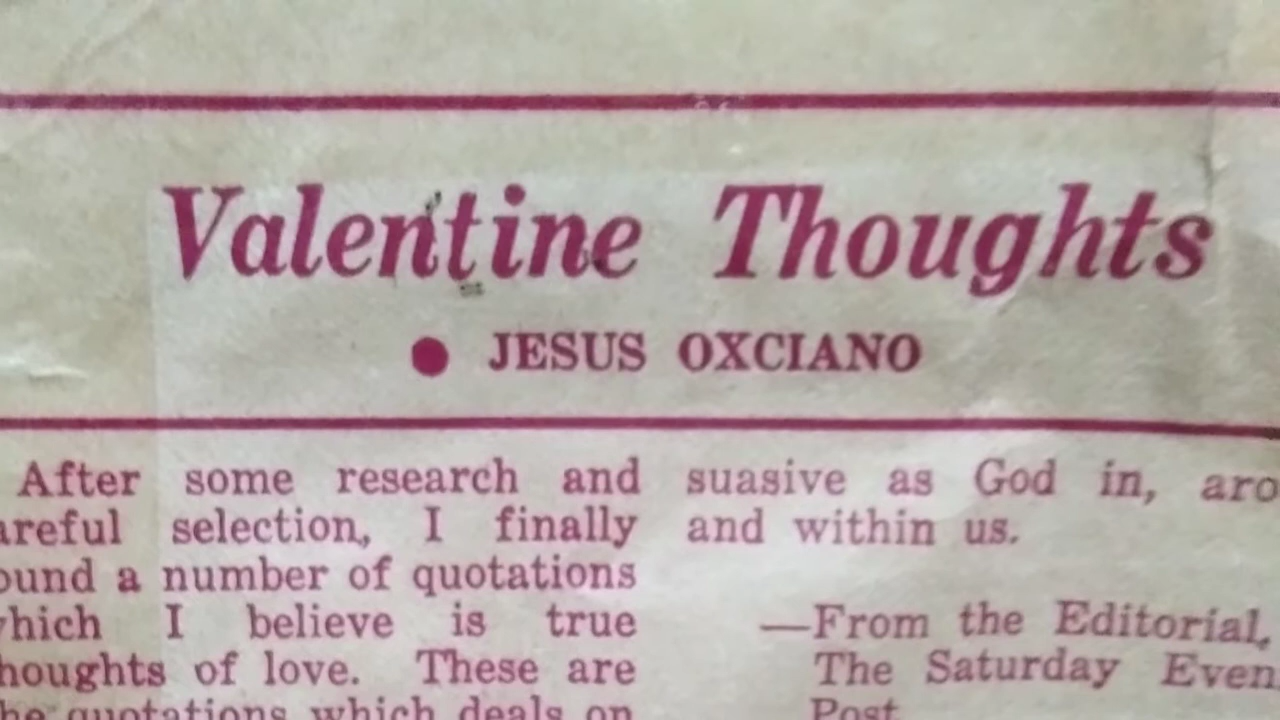 Valentine Thoughts
● JESUS OXCIANO
After some research and
areful selection, I finally
ound a number of quotations
which I believe is true
houghts of love. These are
he quotations which deals on
suasive as God in, aro
and within us.
—From the Editorial,
The Saturday Even
Post